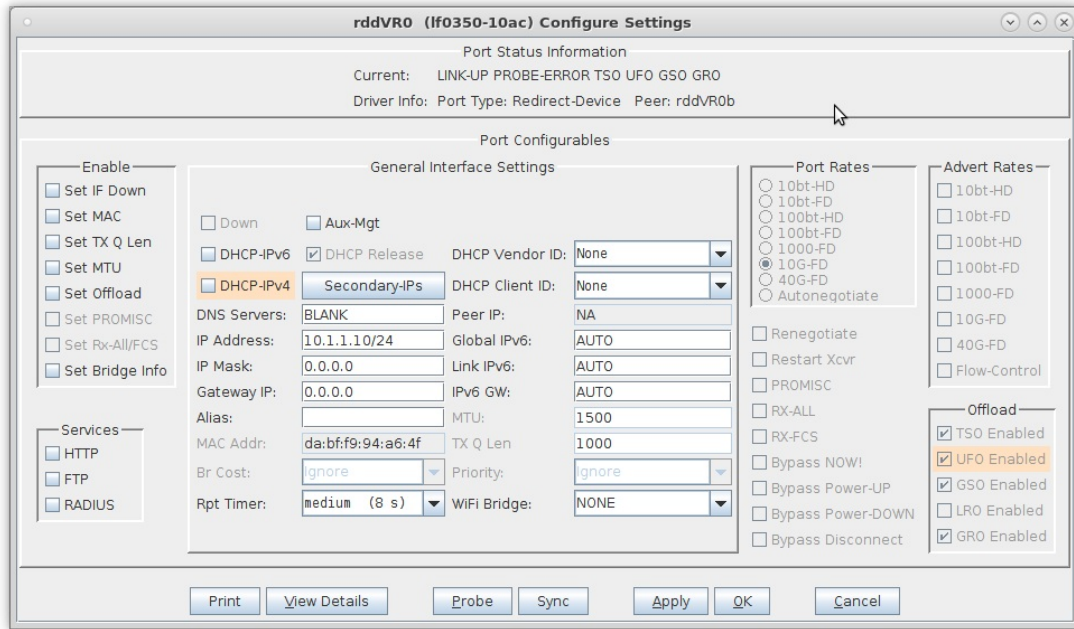 rddVR0 (lf0350-10ac) Configure Settings
Port Status Information
Current: LINK-UP PROBE-ERROR TSO UFO GSO GRO
Driver Info: Port Type: Redirect-Device Peer: rddVR0b
Port Configurables
Enable
Set IF Down
Set MAC
Set TX Q Len
Set MTU
Set Offload
Set PROMISC
Set Rx-All/FCS
Set Bridge Info
Services
HTTP
FTP
RADIUS
General Interface Settings
Down Aux-Mgt
DHCP-IPv6 DHCP Release DHCP Vendor ID: None
DHCP-IPv4 Secondary-IPs DHCP Client ID: None
DNS Servers: BLANK Peer IP: NA
IP Address: 10.1.1.10/24 Global IPv6: AUTO
IP Mask: 0.0.0.0 Link IPv6: AUTO
Gateway IP: 0.0.0.0 IPv6 GW: AUTO
Alias: MTU: 1500
MAC Addr: da:bf:f9:94:a6:4f TX Q Len 1000
Br Cost: Ignore Priority: Ignore
Rpt Timer: medium (8 s) WiFi Bridge: NONE
Port Rates
10bt-HD
10bt-FD
100bt-HD
100bt-FD
1000-FD
10G-FD
40G-FD
Autonegotiate
Renegotiate
Restart Xcvr
PROMISC
RX-ALL
RX-FCS
Bypass NOW!
Bypass Power-UP
Bypass Power-DOWN
Bypass Disconnect
Advert Rates
10bt-HD
10bt-FD
100bt-HD
100bt-FD
1000-FD
10G-FD
40G-FD
Flow-Control
Offload
TSO Enabled
UFO Enabled
GSO Enabled
LRO Enabled
GRO Enabled
Print View Details Probe Sync Apply OK Cancel